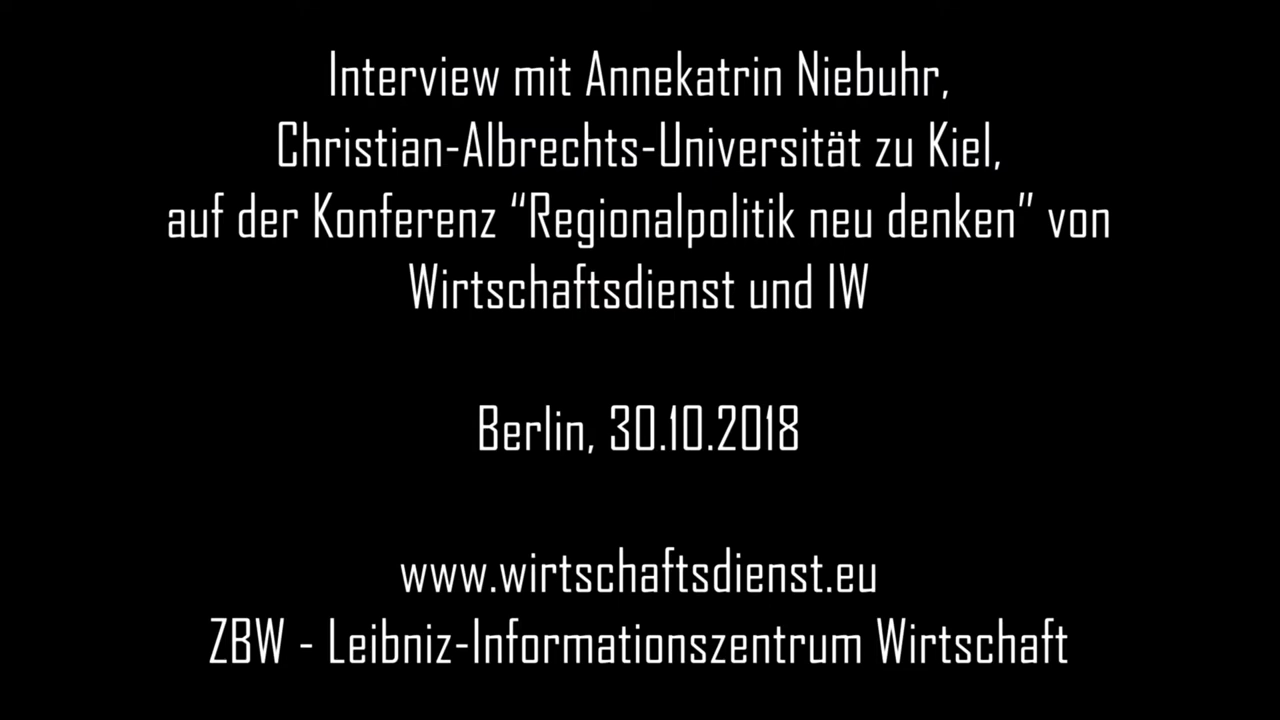 Interview mit Annekatrin Niebuhr,
Christian-Albrechts-Universität zu Kiel,
auf der Konferenz “Regionalpolitik neu denken” von
Wirtschaftsdienst und IW
Berlin, 30.10.2018
www.wirtschaftsdienst.eu
ZBW - Leibniz-Informationszentrum Wirtschaft